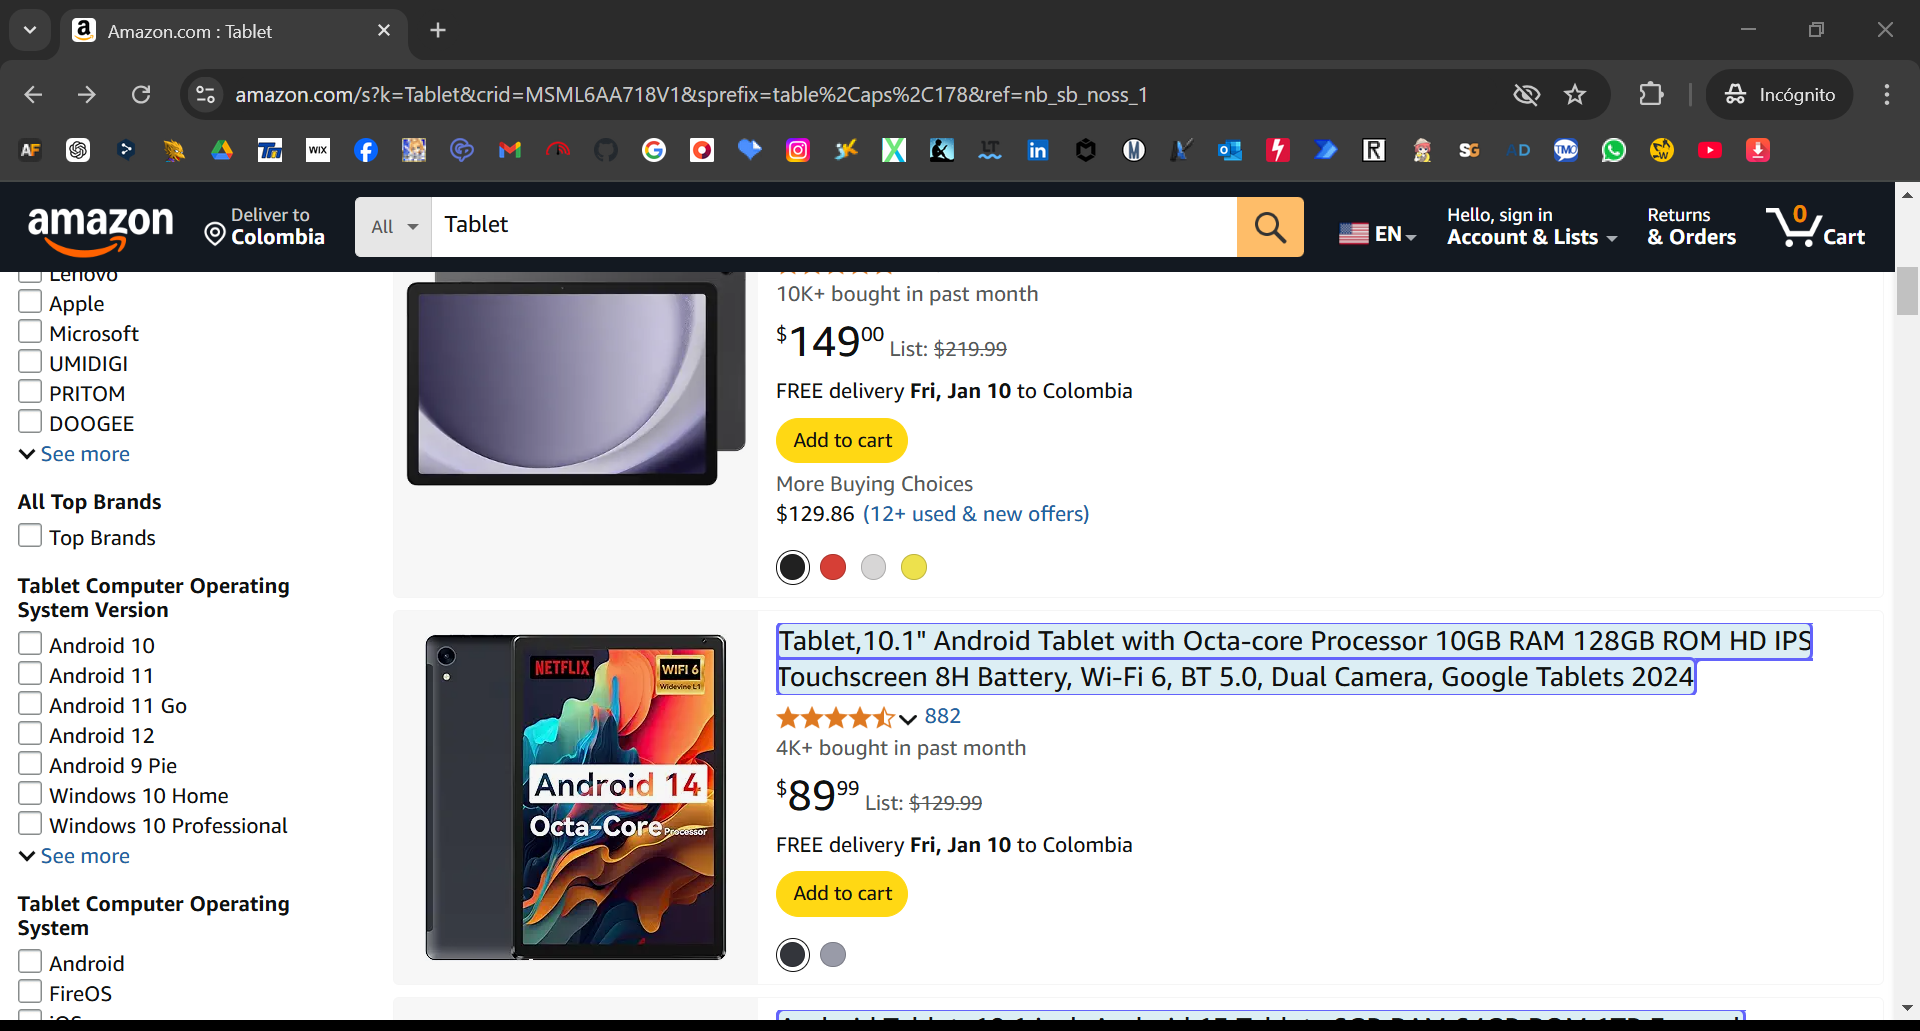 Amazon.com : Tablet
amazon.com/s?k=Tablet&crid=MSML6AA718V1&sprefix=table%2Caps%2C178&ref=nb_sb_noss_1
Incógnito
amazon
Deliver to
Colombia
All
Tablet
EN
Hello, sign in
Account & Lists
Returns
& Orders
0
Cart
Lenovo
Apple
Microsoft
UMIDIGI
PRITOM
DOOGEE
See more
All Top Brands
Top Brands
Tablet Computer Operating
System Version
Android 10
Android 11
Android 11 Go
Android 12
Android 9 Pie
Windows 10 Home
Windows 10 Professional
See more
Tablet Computer Operating
System
Android
FireOS
iOS
10K+ bought in past month
$14900 List: $219.99
FREE delivery Fri, Jan 10 to Colombia
Add to cart
More Buying Choices
$129.86 (12+ used & new offers)
NETFLIX
WIFI 6
Widevine L1
Android 14
Octa-Core Processor
Tablet,10.1" Android Tablet with Octa-core Processor 10GB RAM 128GB ROM HD IPS
Touchscreen 8H Battery, Wi-Fi 6, BT 5.0, Dual Camera, Google Tablets 2024
882
4K+ bought in past month
$8999 List: $129.99
FREE delivery Fri, Jan 10 to Colombia
Add to cart